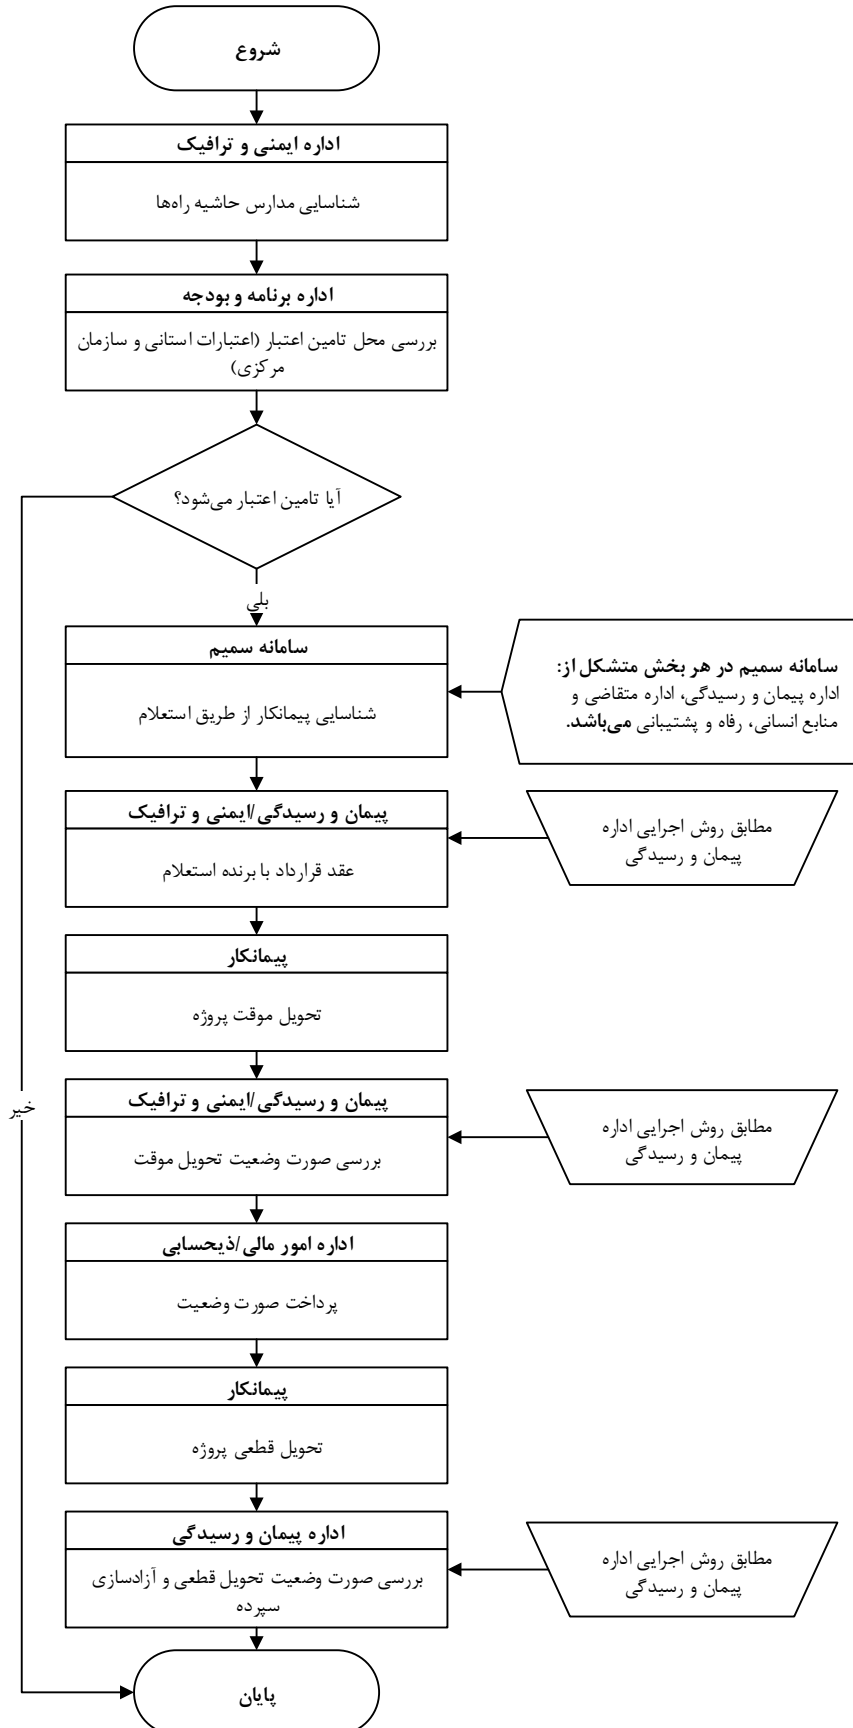 شروع
اداره ایمنی و ترافیک
شناسایی مدارس حاشیه راه‌ها
اداره برنامه و بودجه
بررسی محل تامین اعتبار (اعتبارات استانی و سازمان
مرکزی)
آیا تامین اعتبار می‌شود؟
بلی
سامانه سمیم
شناسایی پیمانکار از طریق استعلام
سامانه سمیم در هر بخش متشکل از:
اداره پیمان و رسیدگی، اداره متقاضی و
منابع انسانی، رفاه و پشتیبانی می‌باشد.
پیمان و رسیدگی/ایمنی و ترافیک
عقد قرارداد با برنده استعلام
مطابق روش اجرایی اداره
پیمان و رسیدگی
پیمانکار
تحویل موقت پروژه
خیر
پیمان و رسیدگی/ایمنی و ترافیک
بررسی صورت وضعیت تحویل موقت
مطابق روش اجرایی اداره
پیمان و رسیدگی
اداره امور مالی/ذیحسابی
پرداخت صورت وضعیت
پیمانکار
تحویل قطعی پروژه
اداره پیمان و رسیدگی
بررسی صورت وضعیت تحویل قطعی و آزادسازی
سپرده
مطابق روش اجرایی اداره
پیمان و رسیدگی
پایان